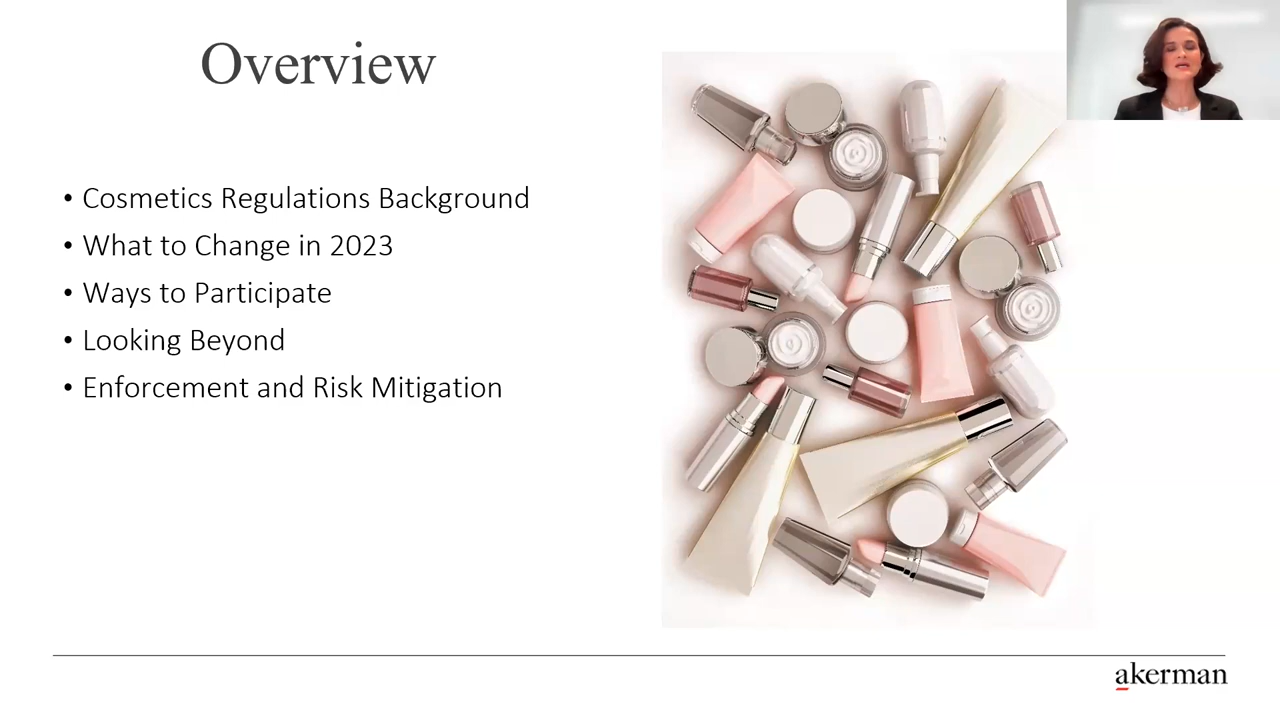 Overview
• Cosmetics Regulations Background
• What to Change in 2023
• Ways to Participate
• Looking Beyond
• Enforcement and Risk Mitigation
akerman